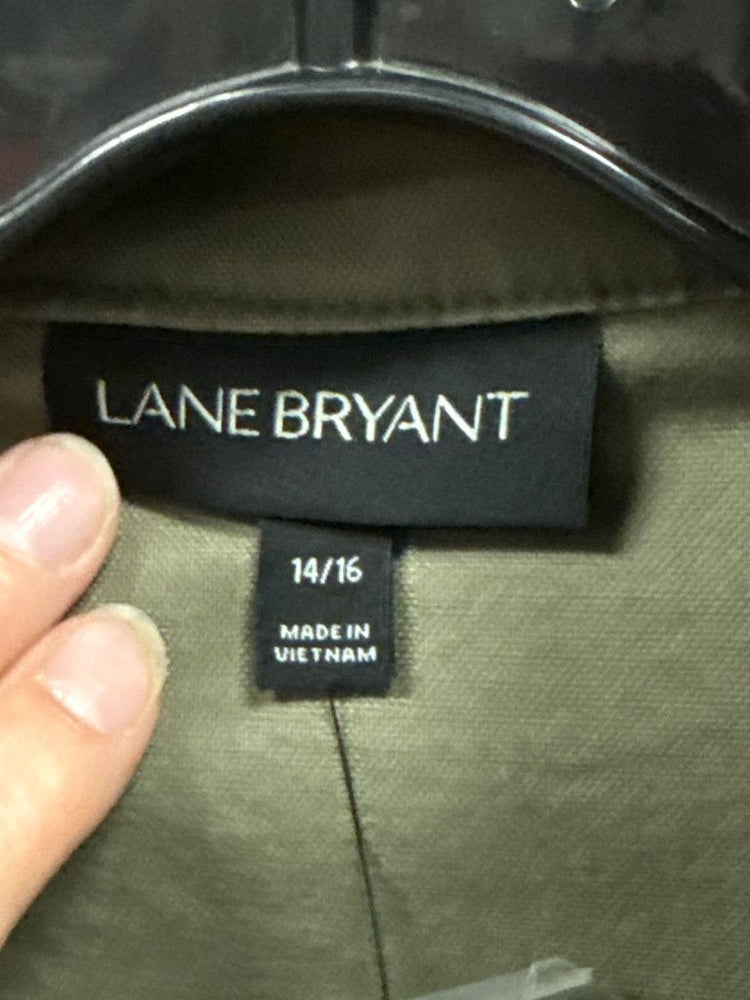 LANE BRYANT
14/16
MADE IN
VIETNAM